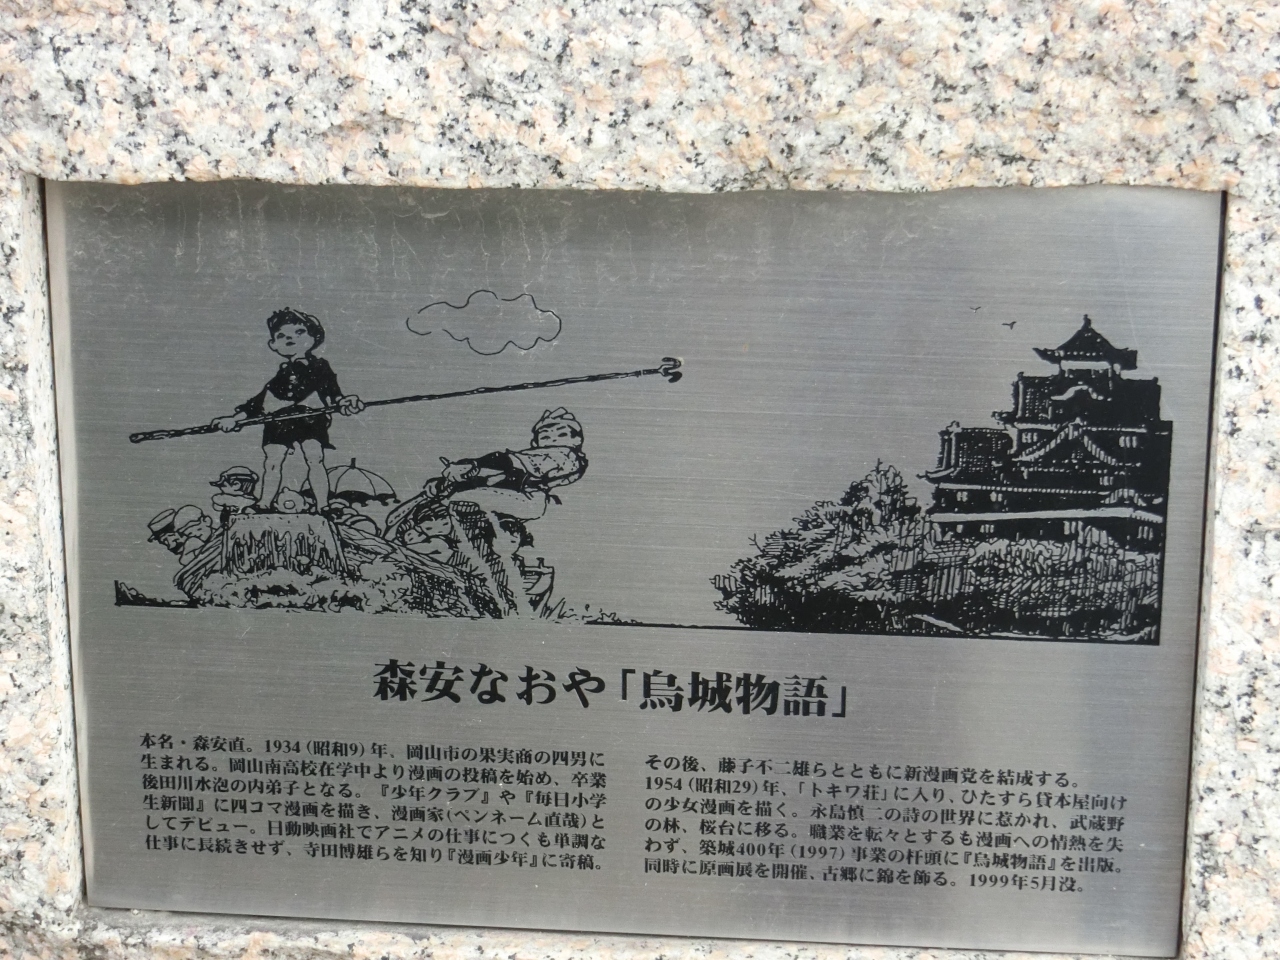 森安なおや「烏城物語」
本名・森安直。1934（昭和9）年、岡山市の果実商の四男に
生まれる。岡山南高校在学中より漫画の投稿を始め、卒業
後田川水泡の内弟子となる。『少年クラブ』や『毎日小学
生新聞』に四コマ漫画を描き、漫画家（ペンネーム直哉）と
してデビュー。日動映画社でアニメの仕事につくも単調な
仕事に長続きせず、寺田博雄らを知り『漫画少年』に寄稿。
その後、藤子不二雄らとともに新漫画党を結成する。
1954（昭和29）年、「トキワ荘」に入り、ひたすら貸本屋向け
の少女漫画を描く。永島慎二の詩の世界に惹かれ、武蔵野
の林、桜台に移る。職業を転々とするも漫画への情熱を失
わず、築城400年（1997）事業の杆頭に『烏城物語』を出版。
同時に原画展を開催、古郷に錦を飾る。1999年5月没。